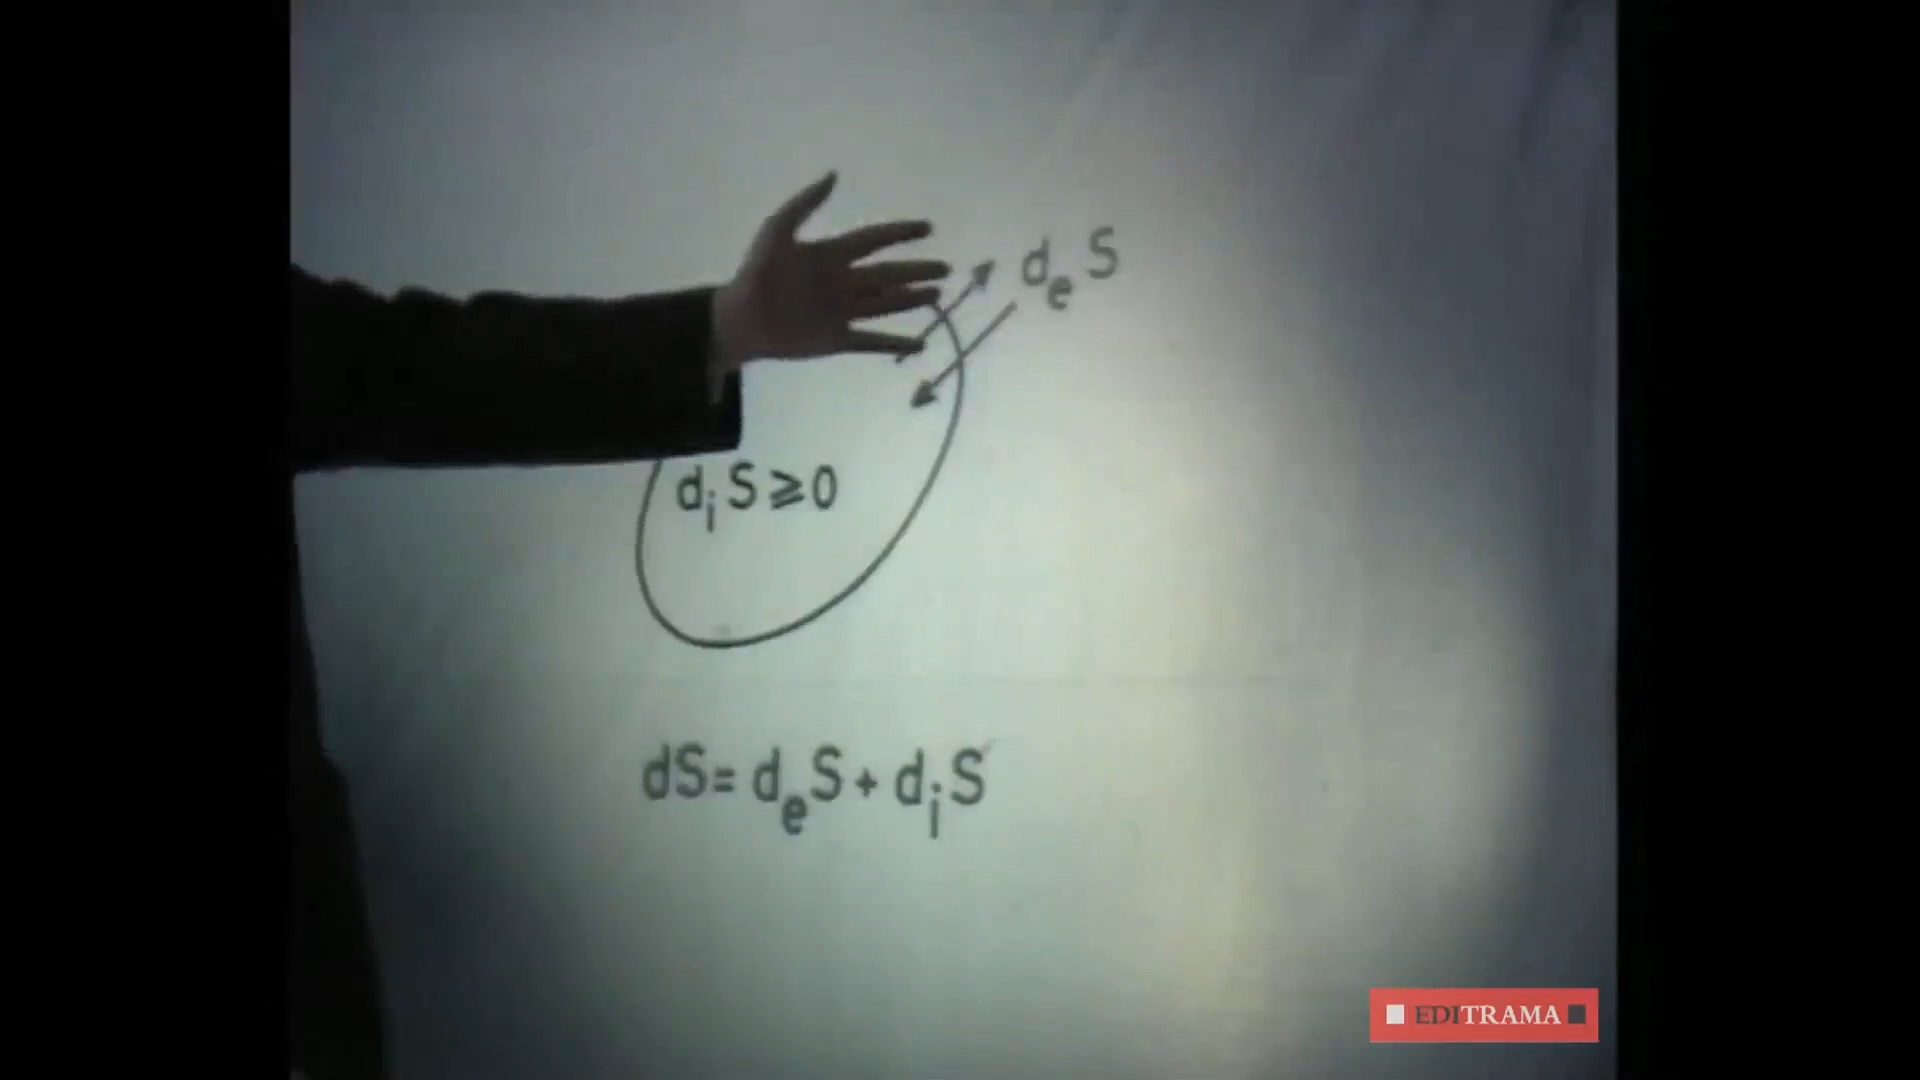 d_e S
d_i S ⩾ 0
dS = d_e S + d_i S
EDITRAMA